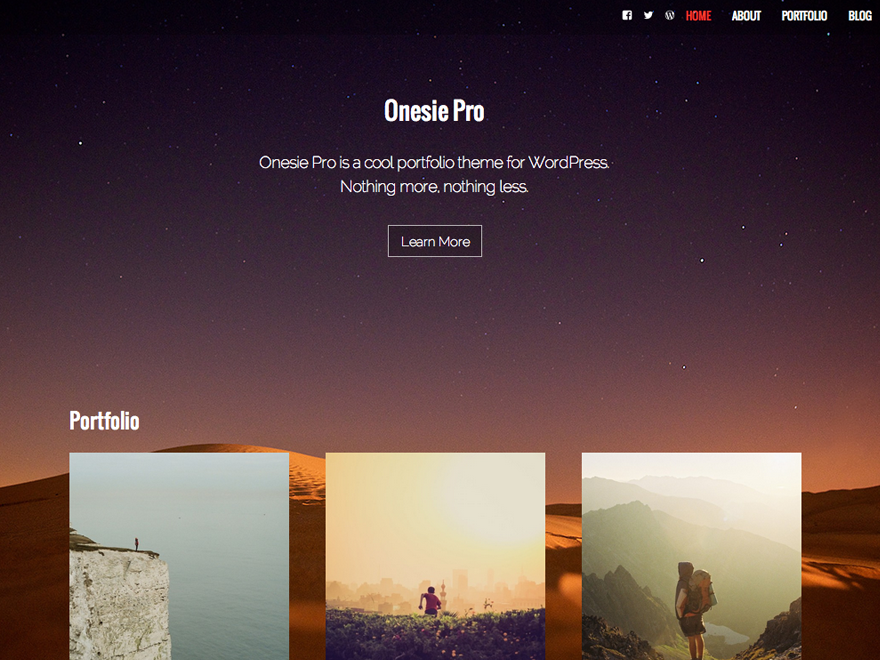 HOME ABOUT PORTFOLIO BLOG
Onesie Pro
Onesie Pro is a cool portfolio theme for WordPress.
Nothing more, nothing less.
Learn More
Portfolio